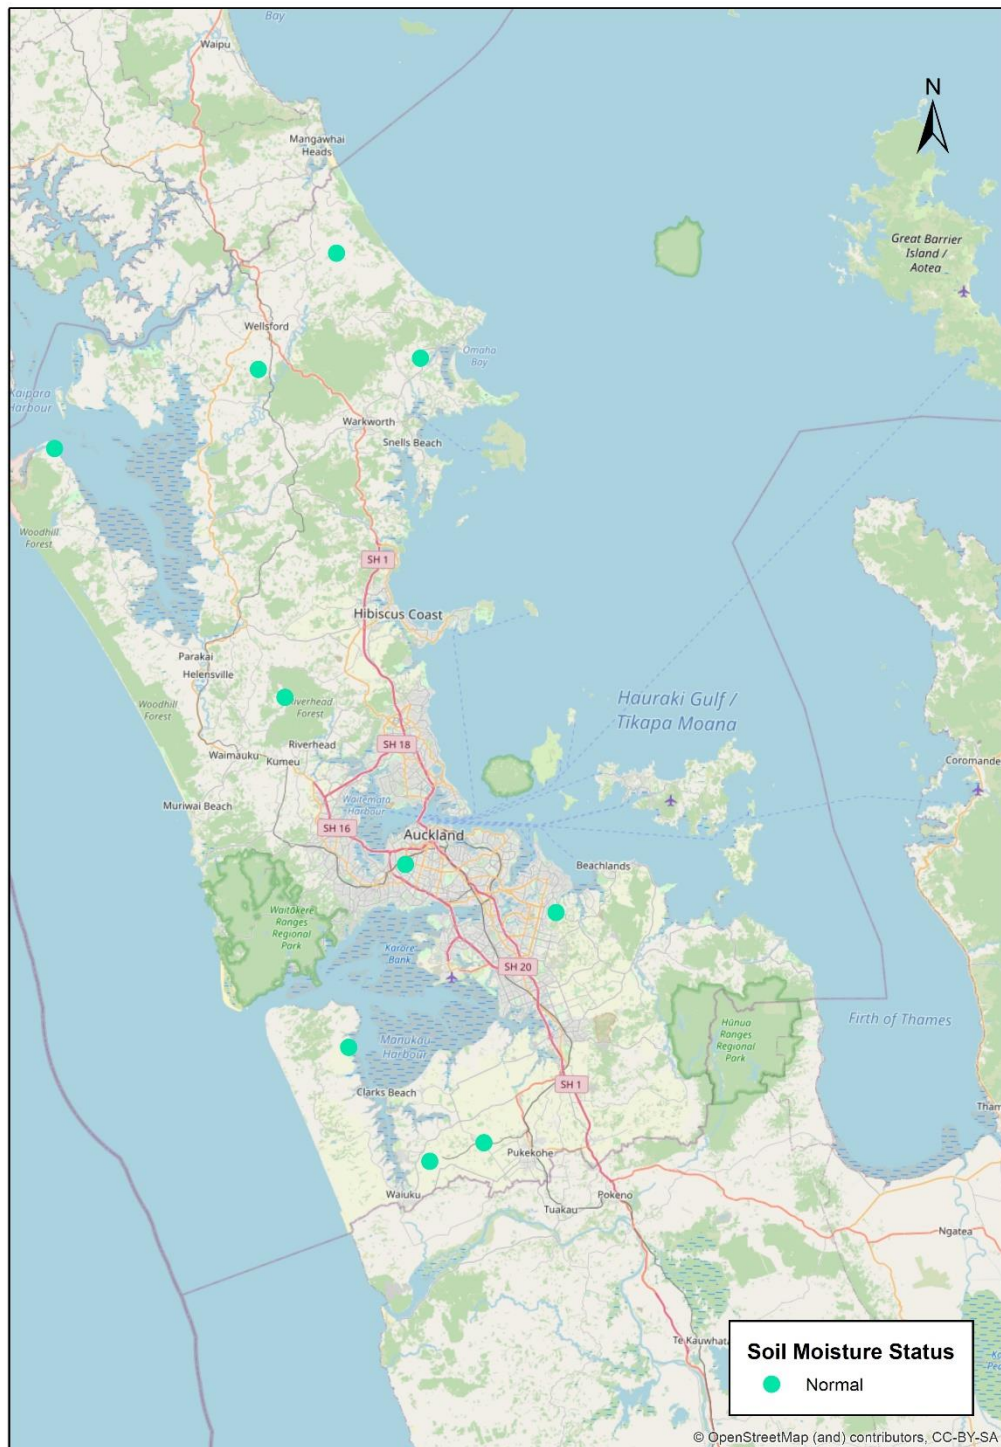 Bay
Waipu
N
Mangawhai
Heads
Great Barrier
Island /
Aotea
Wellsford
Omaha
Bay
Kaipara
Harbour
Warkworth
Snells Beach
Woodhill
Forest
SH 1
Hibiscus Coast
Parakai
Helensville
Woodhill
Forest
Riverhead
Forest
Hauraki Gulf /
Tīkapa Moana
Riverhead
SH 18
Waimauku
Kumeu
Coromande
Muriwai Beach
Waitematā
Harbour
SH 16
Auckland
Beachlands
Waitākere
Ranges
Regional
Park
Karore
Bank
SH 20
Manukau
Harbour
Hūnua
Ranges
Regional
Park
Firth of Thames
Clarks Beach
SH 1
Tham
Pukekohe
Waiuku
Pokeno
Tuakau
Ngatea
Te Kauwhata
Soil Moisture Status
Normal
© OpenStreetMap (and) contributors, CC-BY-SA